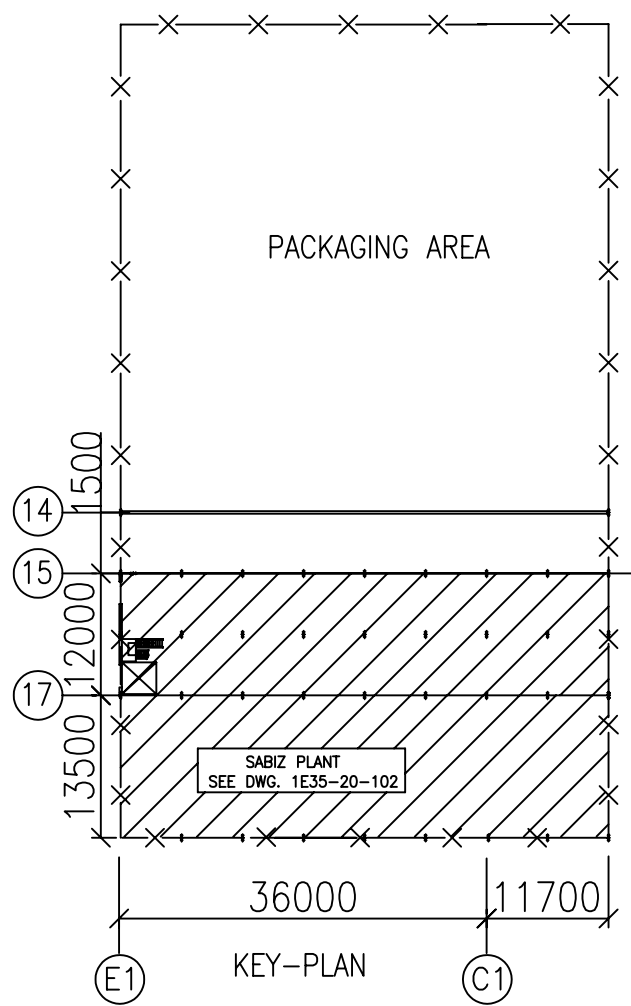 PACKAGING AREA
1500
14
15
12000
17
13500
SABIZ PLANT
SEE DWG. 1E35-20-102
36000
11700
KEY-PLAN
E1
C1